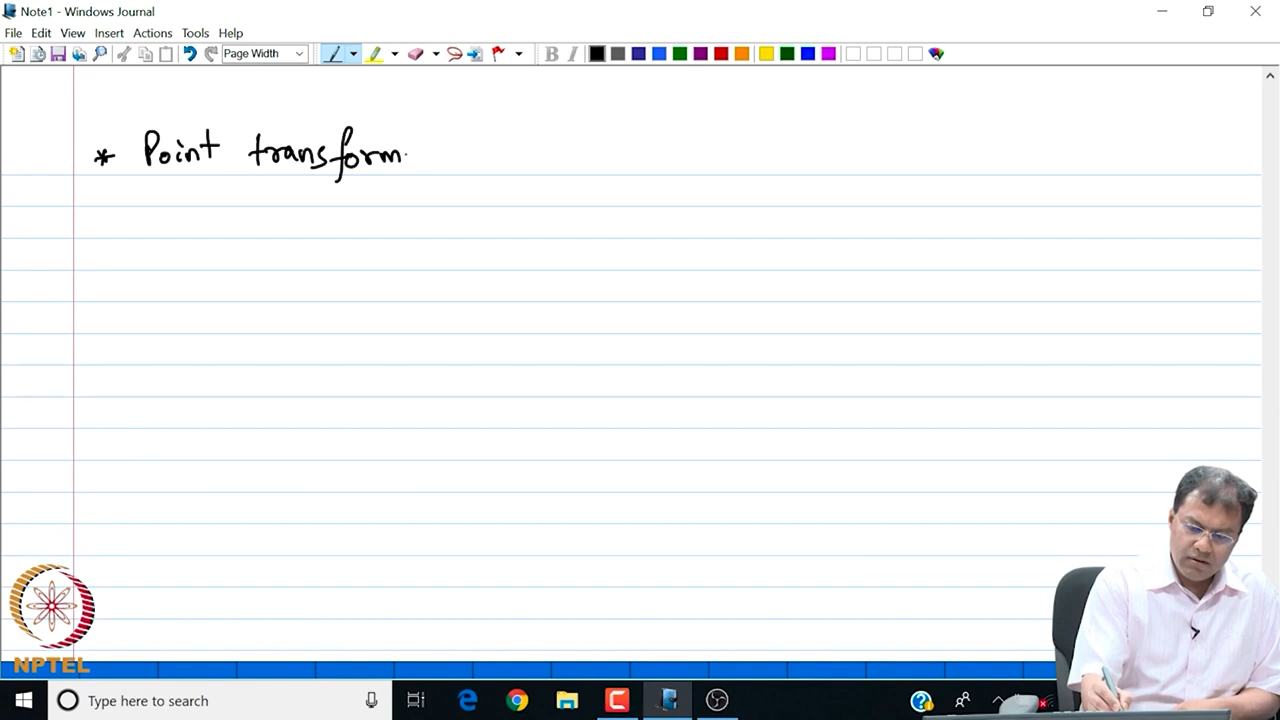 Note1 - Windows Journal
File Edit View Insert Actions Tools Help
Page Width B I
* Point transform
NPTEL
Type here to search